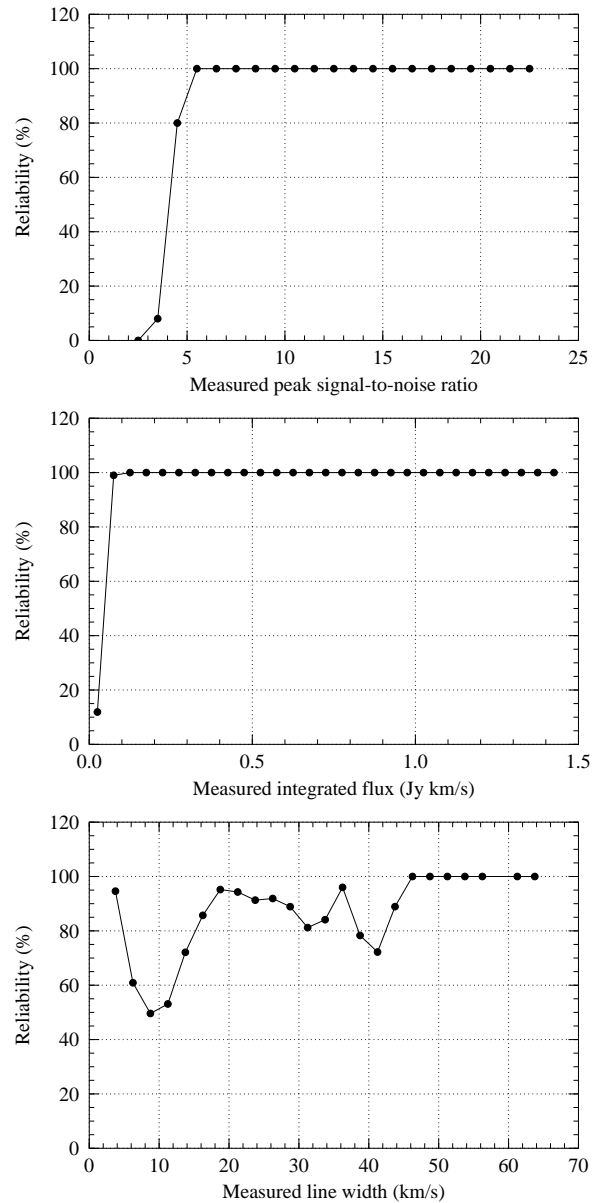 120
100
80
60
40
20
0
Reliability (%)
0 5 10 15 20 25
Measured peak signal-to-noise ratio
120
100
80
60
40
20
0
Reliability (%)
0.0 0.5 1.0 1.5
Measured integrated flux (Jy km/s)
120
100
80
60
40
20
0
Reliability (%)
0 10 20 30 40 50 60 70
Measured line width (km/s)